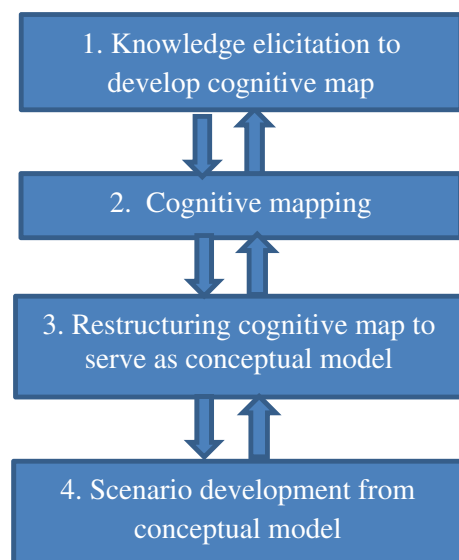 1. Knowledge elicitation to
develop cognitive map
2. Cognitive mapping
3. Restructuring cognitive map to
serve as conceptual model
4. Scenario development from
conceptual model